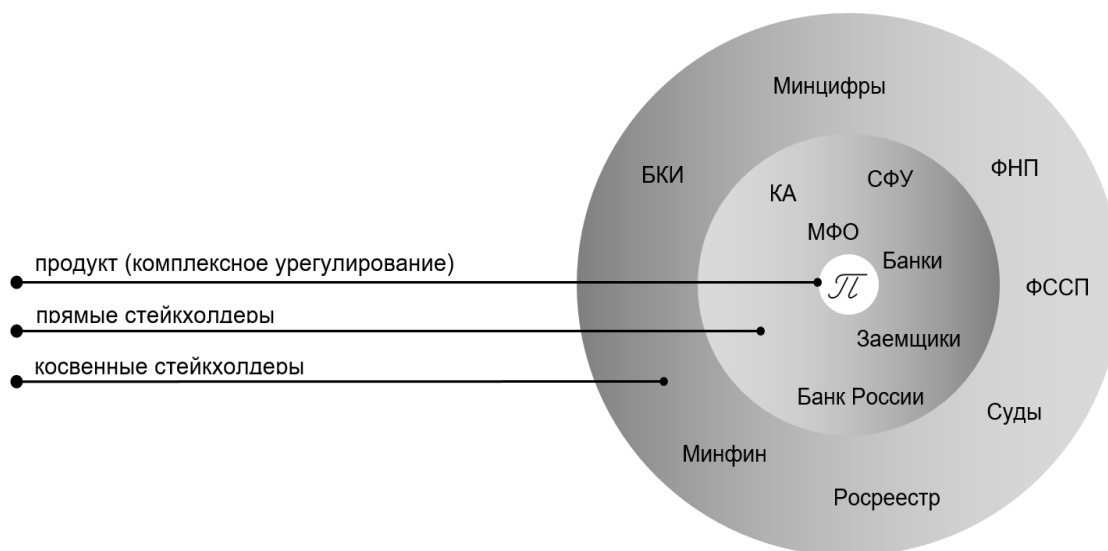 Минцифры
БКИ
ФНП
КА
СФУ
МФО
продукт (комплексное урегулирование)
Банки
П
ФССП
прямые стейкхолдеры
Заемщики
косвенные стейкхолдеры
Банк России
Суды
Минфин
Росреестр